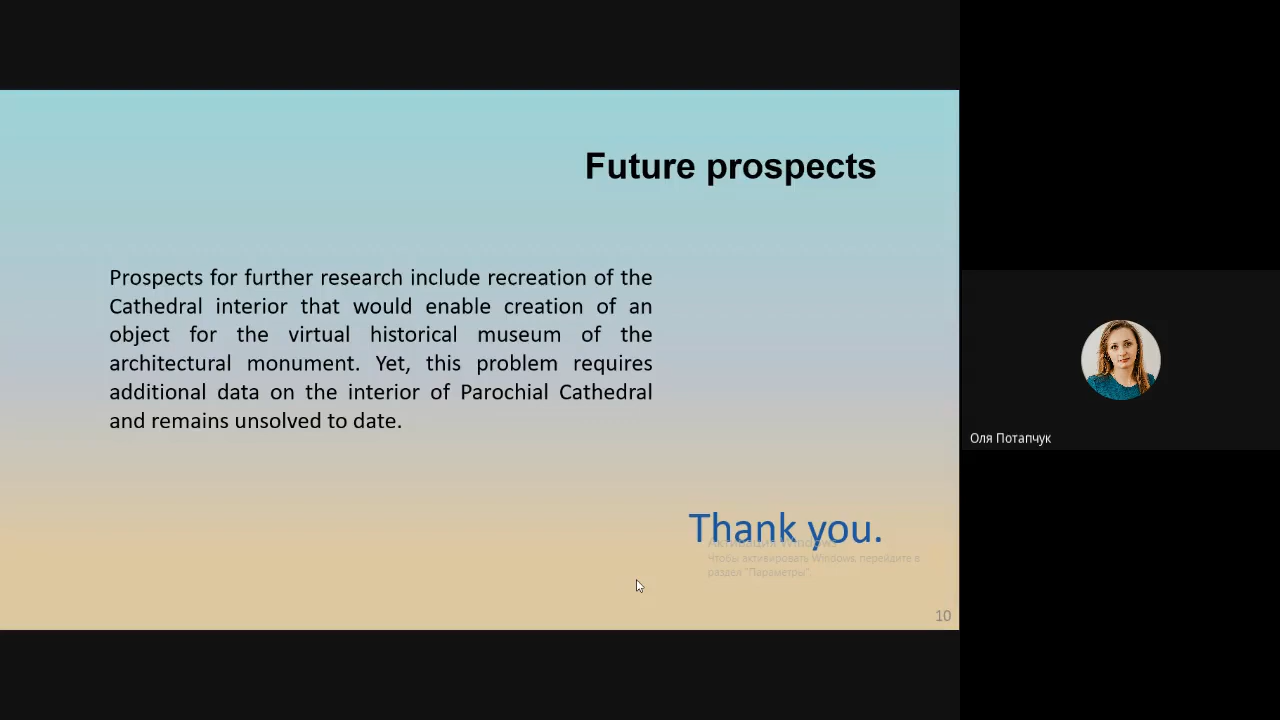 Future prospects
Prospects for further research include recreation of the
Cathedral interior that would enable creation of an
object for the virtual historical museum of the
architectural monument. Yet, this problem requires
additional data on the interior of Parochial Cathedral
and remains unsolved to date.
Оля Потапчук
Thank you.
Активация Windows
Чтобы активировать Windows, перейдите в
раздел "Параметры".
10